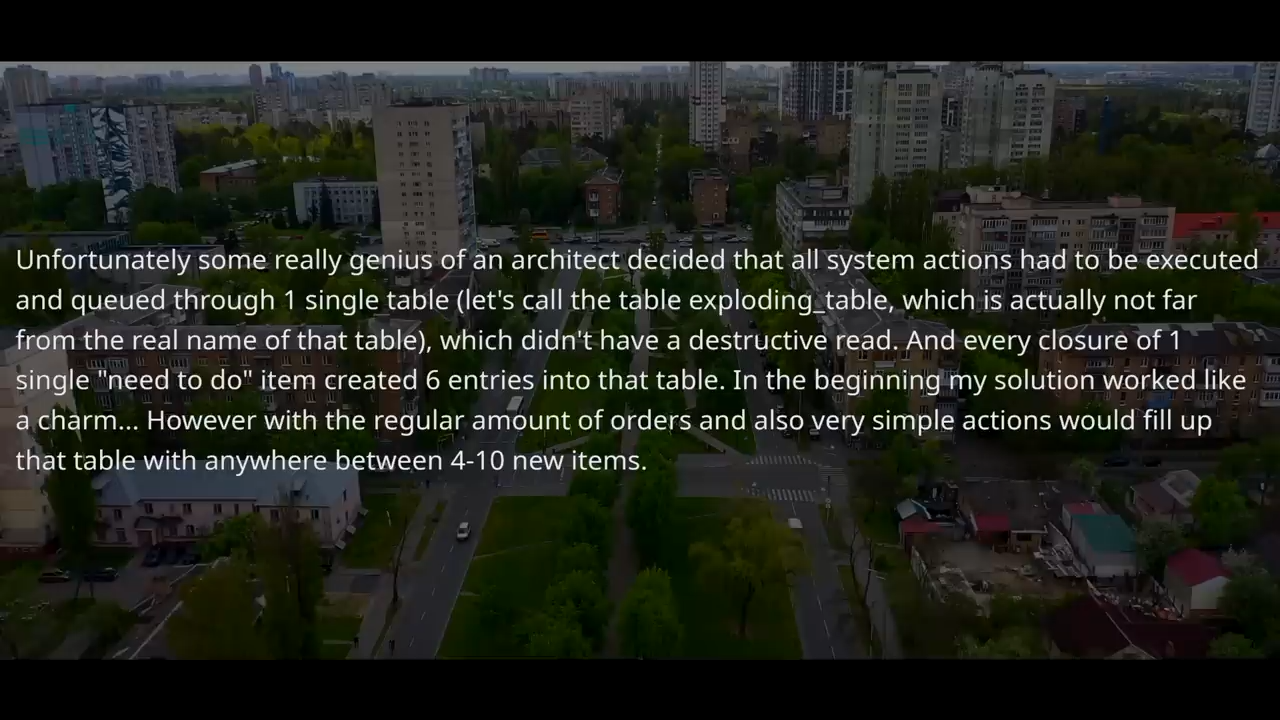 Unfortunately some really genius of an architect decided that all system actions had to be executed
and queued through 1 single table (let's call the table exploding_table, which is actually not far
from the real name of that table), which didn't have a destructive read. And every closure of 1
single "need to do" item created 6 entries into that table. In the beginning my solution worked like
a charm... However with the regular amount of orders and also very simple actions would fill up
that table with anywhere between 4-10 new items.